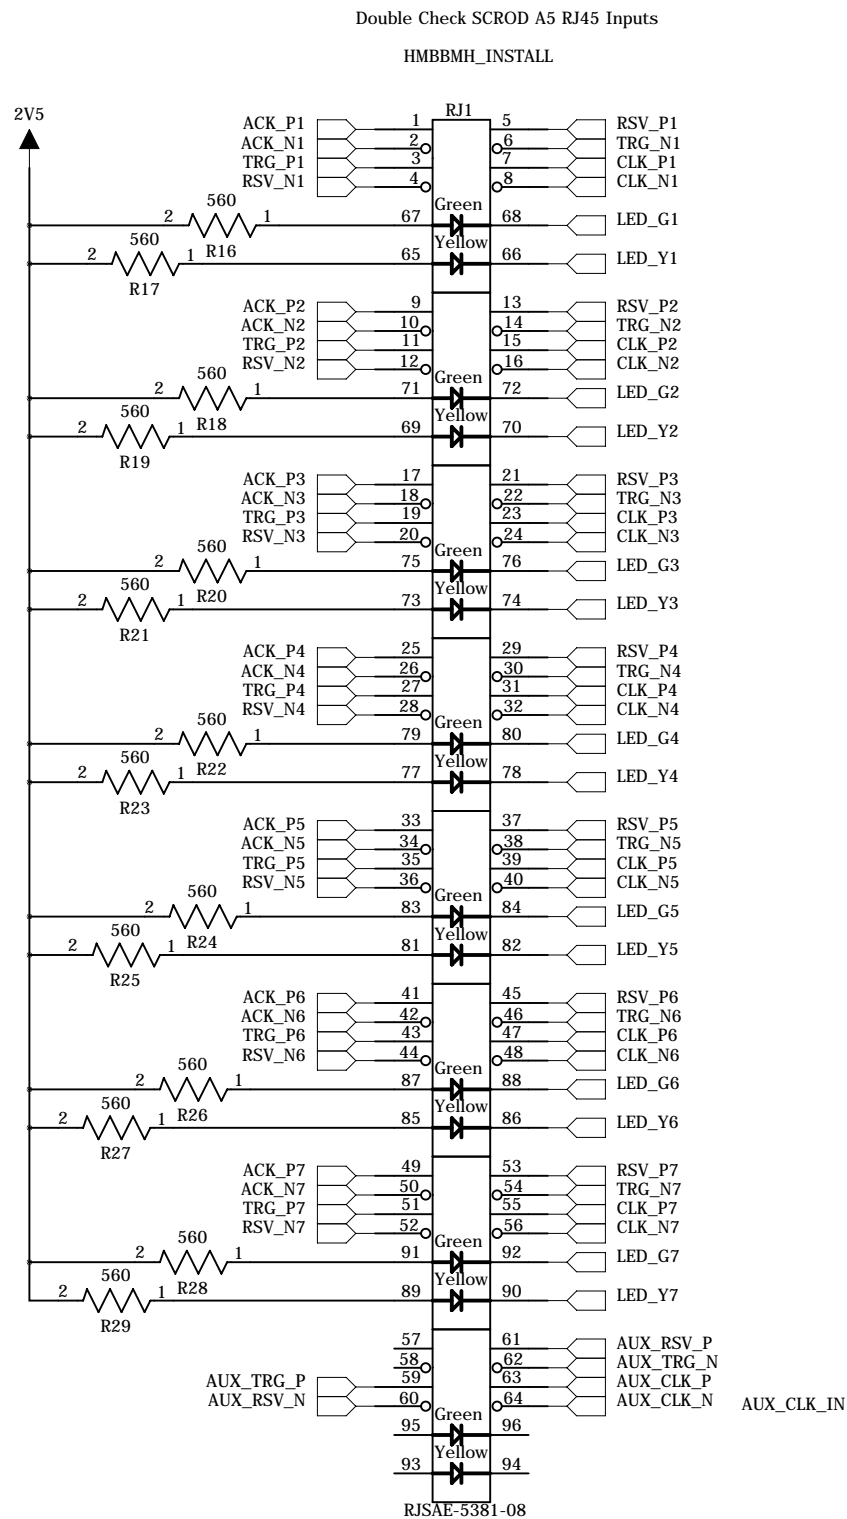 Double Check SCROD A5 RJ45 Inputs
HMBBMH_INSTALL
2V5
RJ1
ACK_P1 1 5 RSV_P1
ACK_N1 2 6 TRG_N1
TRG_P1 3 7 CLK_P1
RSV_N1 4 8 CLK_N1
Green
560
2 1 67 68 LED_G1
R16
Yellow
560
2 1 65 66 LED_Y1
R17
ACK_P2 9 13 RSV_P2
ACK_N2 10 14 TRG_N2
TRG_P2 11 15 CLK_P2
RSV_N2 12 16 CLK_N2
Green
560
2 1 71 72 LED_G2
R18
Yellow
560
2 1 69 70 LED_Y2
R19
ACK_P3 17 21 RSV_P3
ACK_N3 18 22 TRG_N3
TRG_P3 19 23 CLK_P3
RSV_N3 20 24 CLK_N3
Green
560
2 1 75 76 LED_G3
R20
Yellow
560
2 1 73 74 LED_Y3
R21
ACK_P4 25 29 RSV_P4
ACK_N4 26 30 TRG_N4
TRG_P4 27 31 CLK_P4
RSV_N4 28 32 CLK_N4
Green
560
2 1 79 80 LED_G4
R22
Yellow
560
2 1 77 78 LED_Y4
R23
ACK_P5 33 37 RSV_P5
ACK_N5 34 38 TRG_N5
TRG_P5 35 39 CLK_P5
RSV_N5 36 40 CLK_N5
Green
560
2 1 83 84 LED_G5
R24
Yellow
560
2 1 81 82 LED_Y5
R25
ACK_P6 41 45 RSV_P6
ACK_N6 42 46 TRG_N6
TRG_P6 43 47 CLK_P6
RSV_N6 44 48 CLK_N6
Green
560
2 1 87 88 LED_G6
R26
Yellow
560
2 1 85 86 LED_Y6
R27
ACK_P7 49 53 RSV_P7
ACK_N7 50 54 TRG_N7
TRG_P7 51 55 CLK_P7
RSV_N7 52 56 CLK_N7
Green
560
2 1 91 92 LED_G7
R28
Yellow
560
2 1 89 90 LED_Y7
R29
57 61 AUX_RSV_P
58 62 AUX_TRG_N
AUX_TRG_P 59 63 AUX_CLK_P
AUX_RSV_N 60 64 AUX_CLK_N AUX_CLK_IN
Green
95 96
Yellow
93 94
RJSAE-5381-08